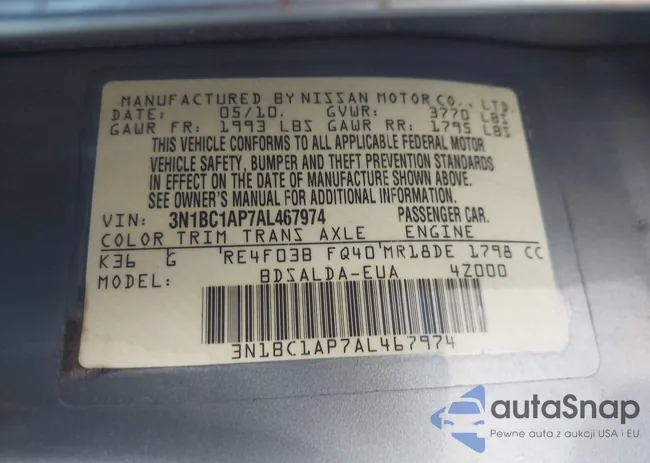 MANUFACTURED BY NISSAN MOTOR CO., LTD.
DATE: 05/10. GVWR: 3770 LBS
GAWR FR: 1993 LBS GAWR RR: 1795 LBS
THIS VEHICLE CONFORMS TO ALL APPLICABLE FEDERAL MOTOR
VEHICLE SAFETY, BUMPER AND THEFT PREVENTION STANDARDS
IN EFFECT ON THE DATE OF MANUFACTURE SHOWN ABOVE.
SEE OWNER'S MANUAL FOR ADDITIONAL INFORMATION.
VIN: 3N1BC1AP7AL467974 PASSENGER CAR.
COLOR TRIM TRANS AXLE ENGINE
K36 G RE4F03B FQ40 MR18DE 1798 CC
MODEL: BDSALDA-EUA 4Z000
3N1BC1AP7AL467974
autaSnap
Pewne auta z aukcji USA i EU